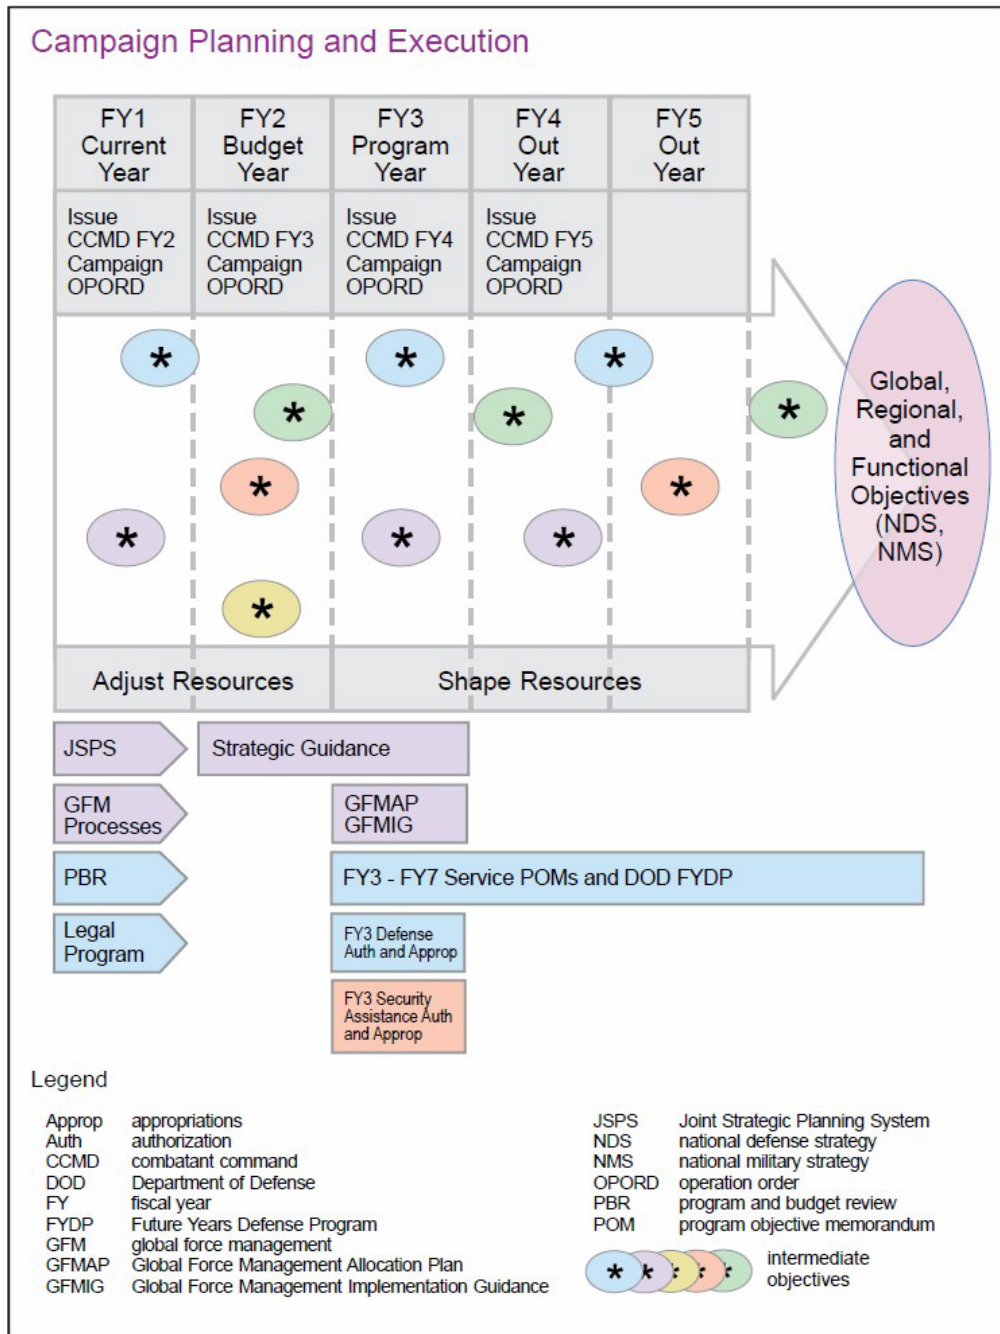 Campaign Planning and Execution
FY1
Current
Year
FY2
Budget
Year
FY3
Program
Year
FY4
Out
Year
FY5
Out
Year
Issue
CCMD FY2
Campaign
OPORD
Issue
CCMD FY3
Campaign
OPORD
Issue
CCMD FY4
Campaign
OPORD
Issue
CCMD FY5
Campaign
OPORD
* * *
* * *
* *
* * *
*
Global,
Regional,
and
Functional
Objectives
(NDS,
NMS)
Adjust Resources
Shape Resources
JSPS
Strategic Guidance
GFM
Processes
GFMAP
GFMIG
PBR
FY3 - FY7 Service POMs and DOD FYDP
Legal
Program
FY3 Defense
Auth and Approp
FY3 Security
Assistance Auth
and Approp
Legend
Approp appropriations
Auth authorization
CCMD combatant command
DOD Department of Defense
FY fiscal year
FYDP Future Years Defense Program
GFM global force management
GFMAP Global Force Management Allocation Plan
GFMIG Global Force Management Implementation Guidance
JSPS Joint Strategic Planning System
NDS national defense strategy
NMS national military strategy
OPORD operation order
PBR program and budget review
POM program objective memorandum
* * * * * intermediate
objectives